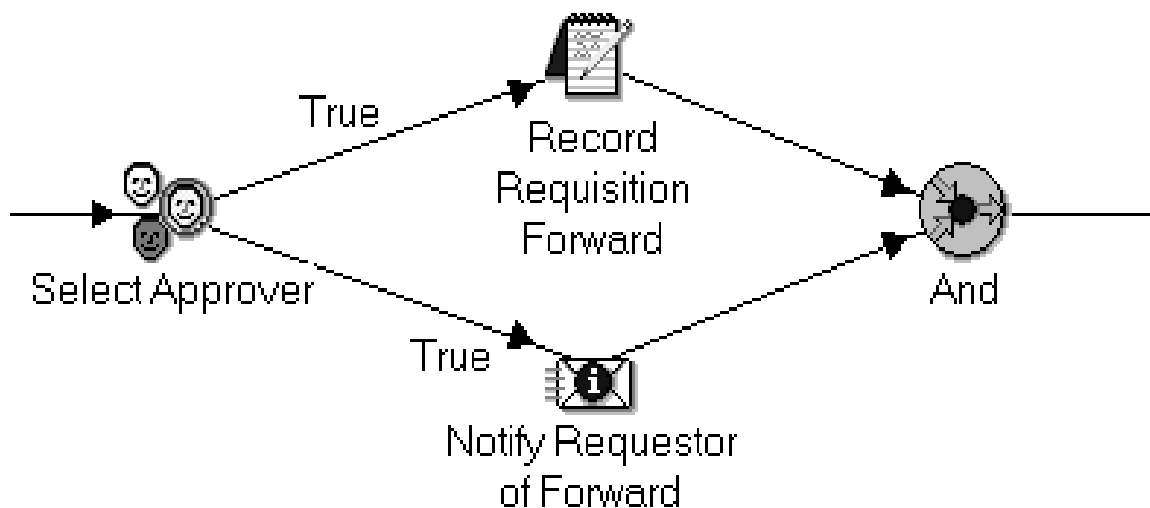 True
Record
Requisition
Forward
Select Approver
And
True
Notify Requestor
of Forward